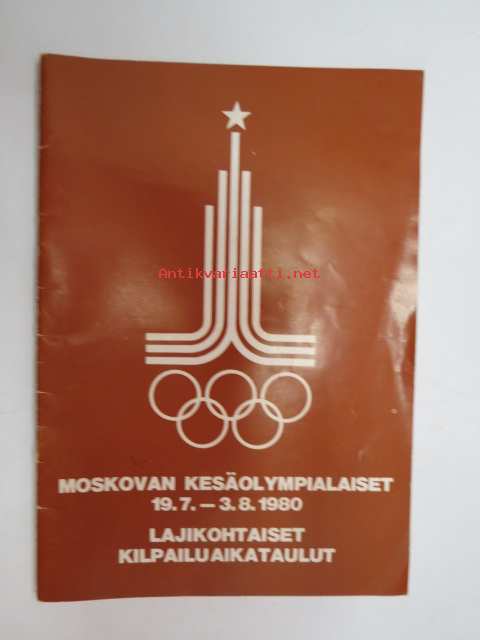 Antikvariaatti.net
MOSKOVAN KESÄOLYMPIALAISET
19.7. – 3.8.1980
LAJIKOHTAISET
KILPAILUAIKATAULUT